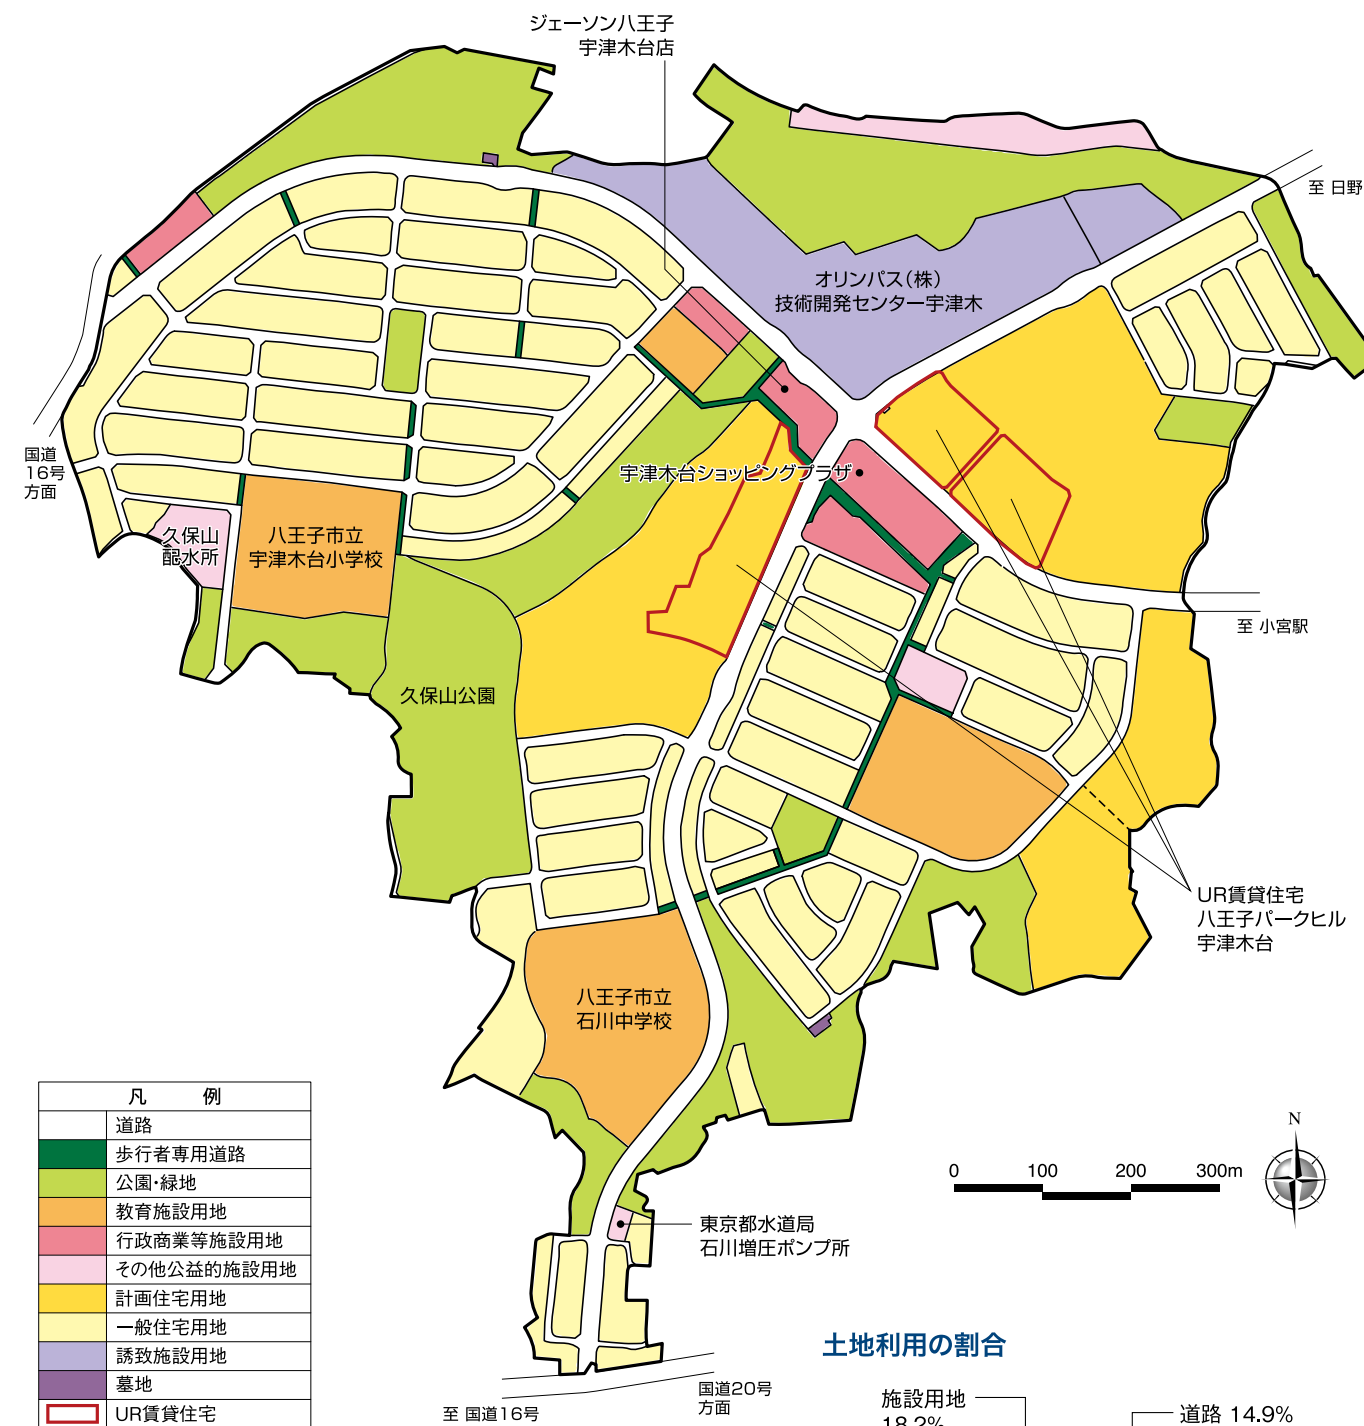 ジェーソン八王子
宇津木台店
至 日野
オリンパス(株)
技術開発センター宇津木
国道
16号
方面
宇津木台ショッピングプラザ
久保山
配水所
八王子市立
宇津木台小学校
至 小宮駅
久保山公園
UR賃貸住宅
八王子パークヒル
宇津木台
八王子市立
石川中学校
凡 例
道路
歩行者専用道路
公園・緑地
教育施設用地
行政商業等施設用地
その他公益的施設用地
計画住宅用地
一般住宅用地
誘致施設用地
墓地
UR賃貸住宅
N
0 100 200 300m
東京都水道局
石川増圧ポンプ所
至 国道16号
国道20号
方面
土地利用の割合
施設用地
18.2%
道路 14.9%